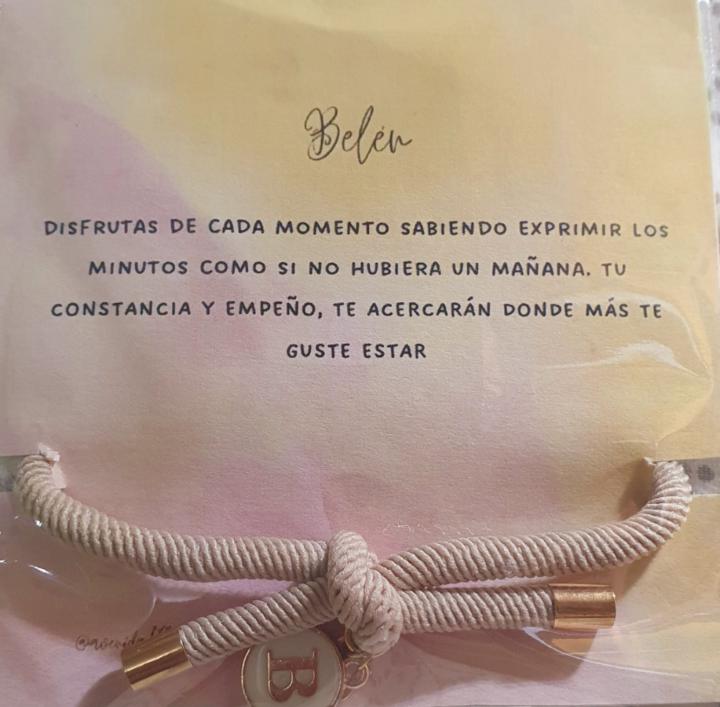 Belén
DISFRUTAS DE CADA MOMENTO SABIENDO EXPRIMIR LOS
MINUTOS COMO SI NO HUBIERA UN MAÑANA. TU
CONSTANCIA Y EMPEÑO, TE ACERCARÁN DONDE MÁS TE
GUSTE ESTAR
B